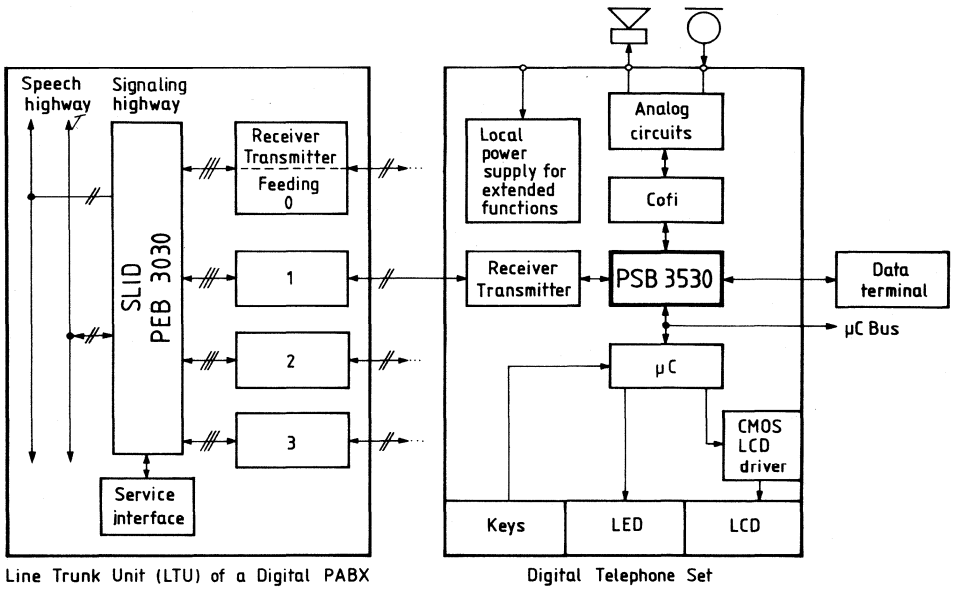 Speech
highway
Signaling
highway
SLID
PEB 3030
Receiver
Transmitter
Feeding
0
1
2
3
Service
interface
Line Trunk Unit (LTU) of a Digital PABX
Local
power
supply for
extended
functions
Analog
circuits
Cofi
Receiver
Transmitter
PSB 3530
Data
terminal
µC Bus
µC
CMOS
LCD
driver
Keys
LED
LCD
Digital Telephone Set